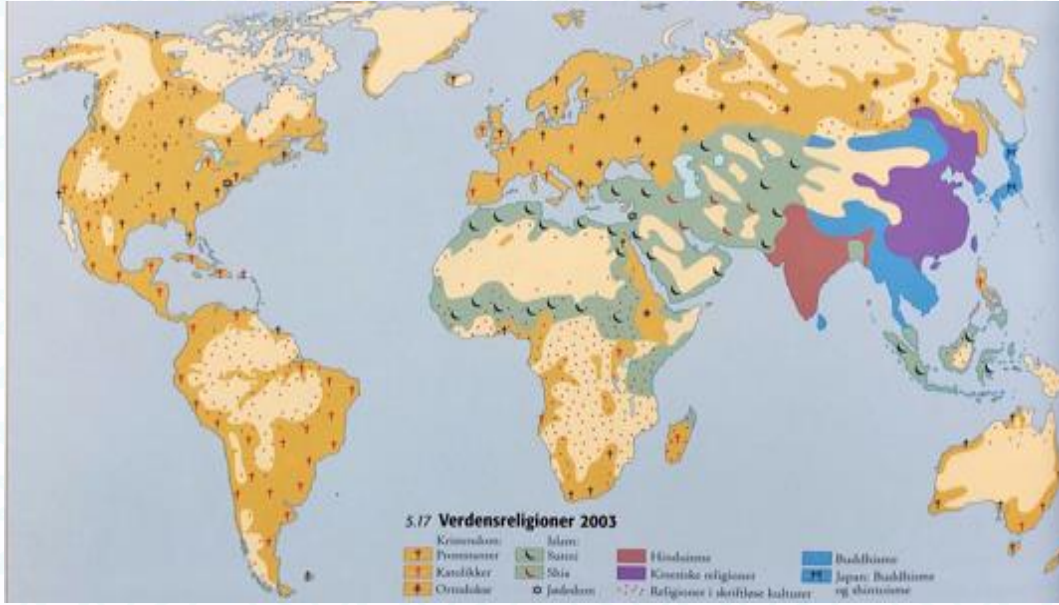 5.17 Verdensreligioner 2003
Kristendom:
Protestanter
Katolikker
Ortodokse
Islam:
Sunni
Shia
Jødedom
Hinduisme
Kinesiske religioner
Religioner i skriftløse kulturer
Buddhisme
Japan: Buddhisme
og shintoisme